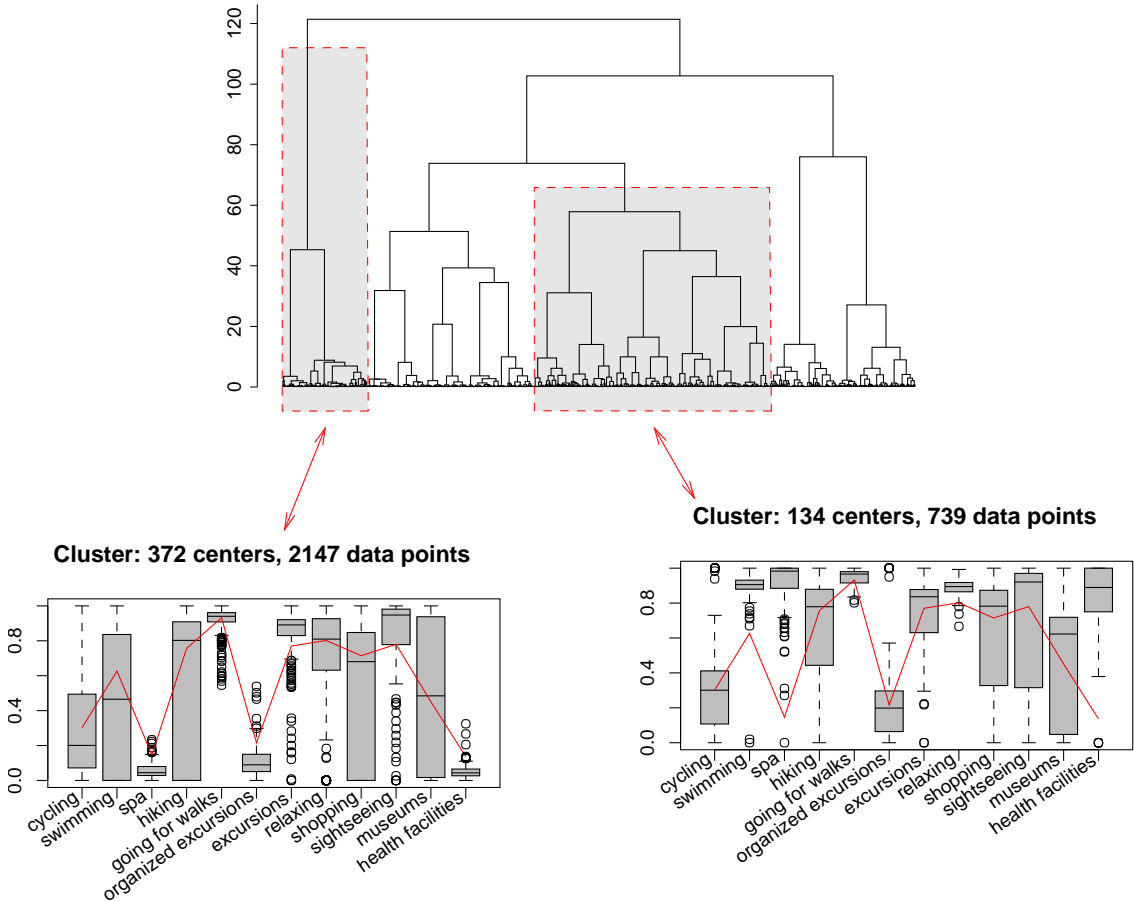 120
100
80
60
40
20
0
Cluster: 372 centers, 2147 data points
0.8
0.4
0.0
cycling
swimming
spa
hiking
going for walks
organized excursions
excursions
relaxing
shopping
sightseeing
museums
health facilities
Cluster: 134 centers, 739 data points
0.8
0.4
0.0
cycling
swimming
spa
hiking
going for walks
organized excursions
excursions
relaxing
shopping
sightseeing
museums
health facilities